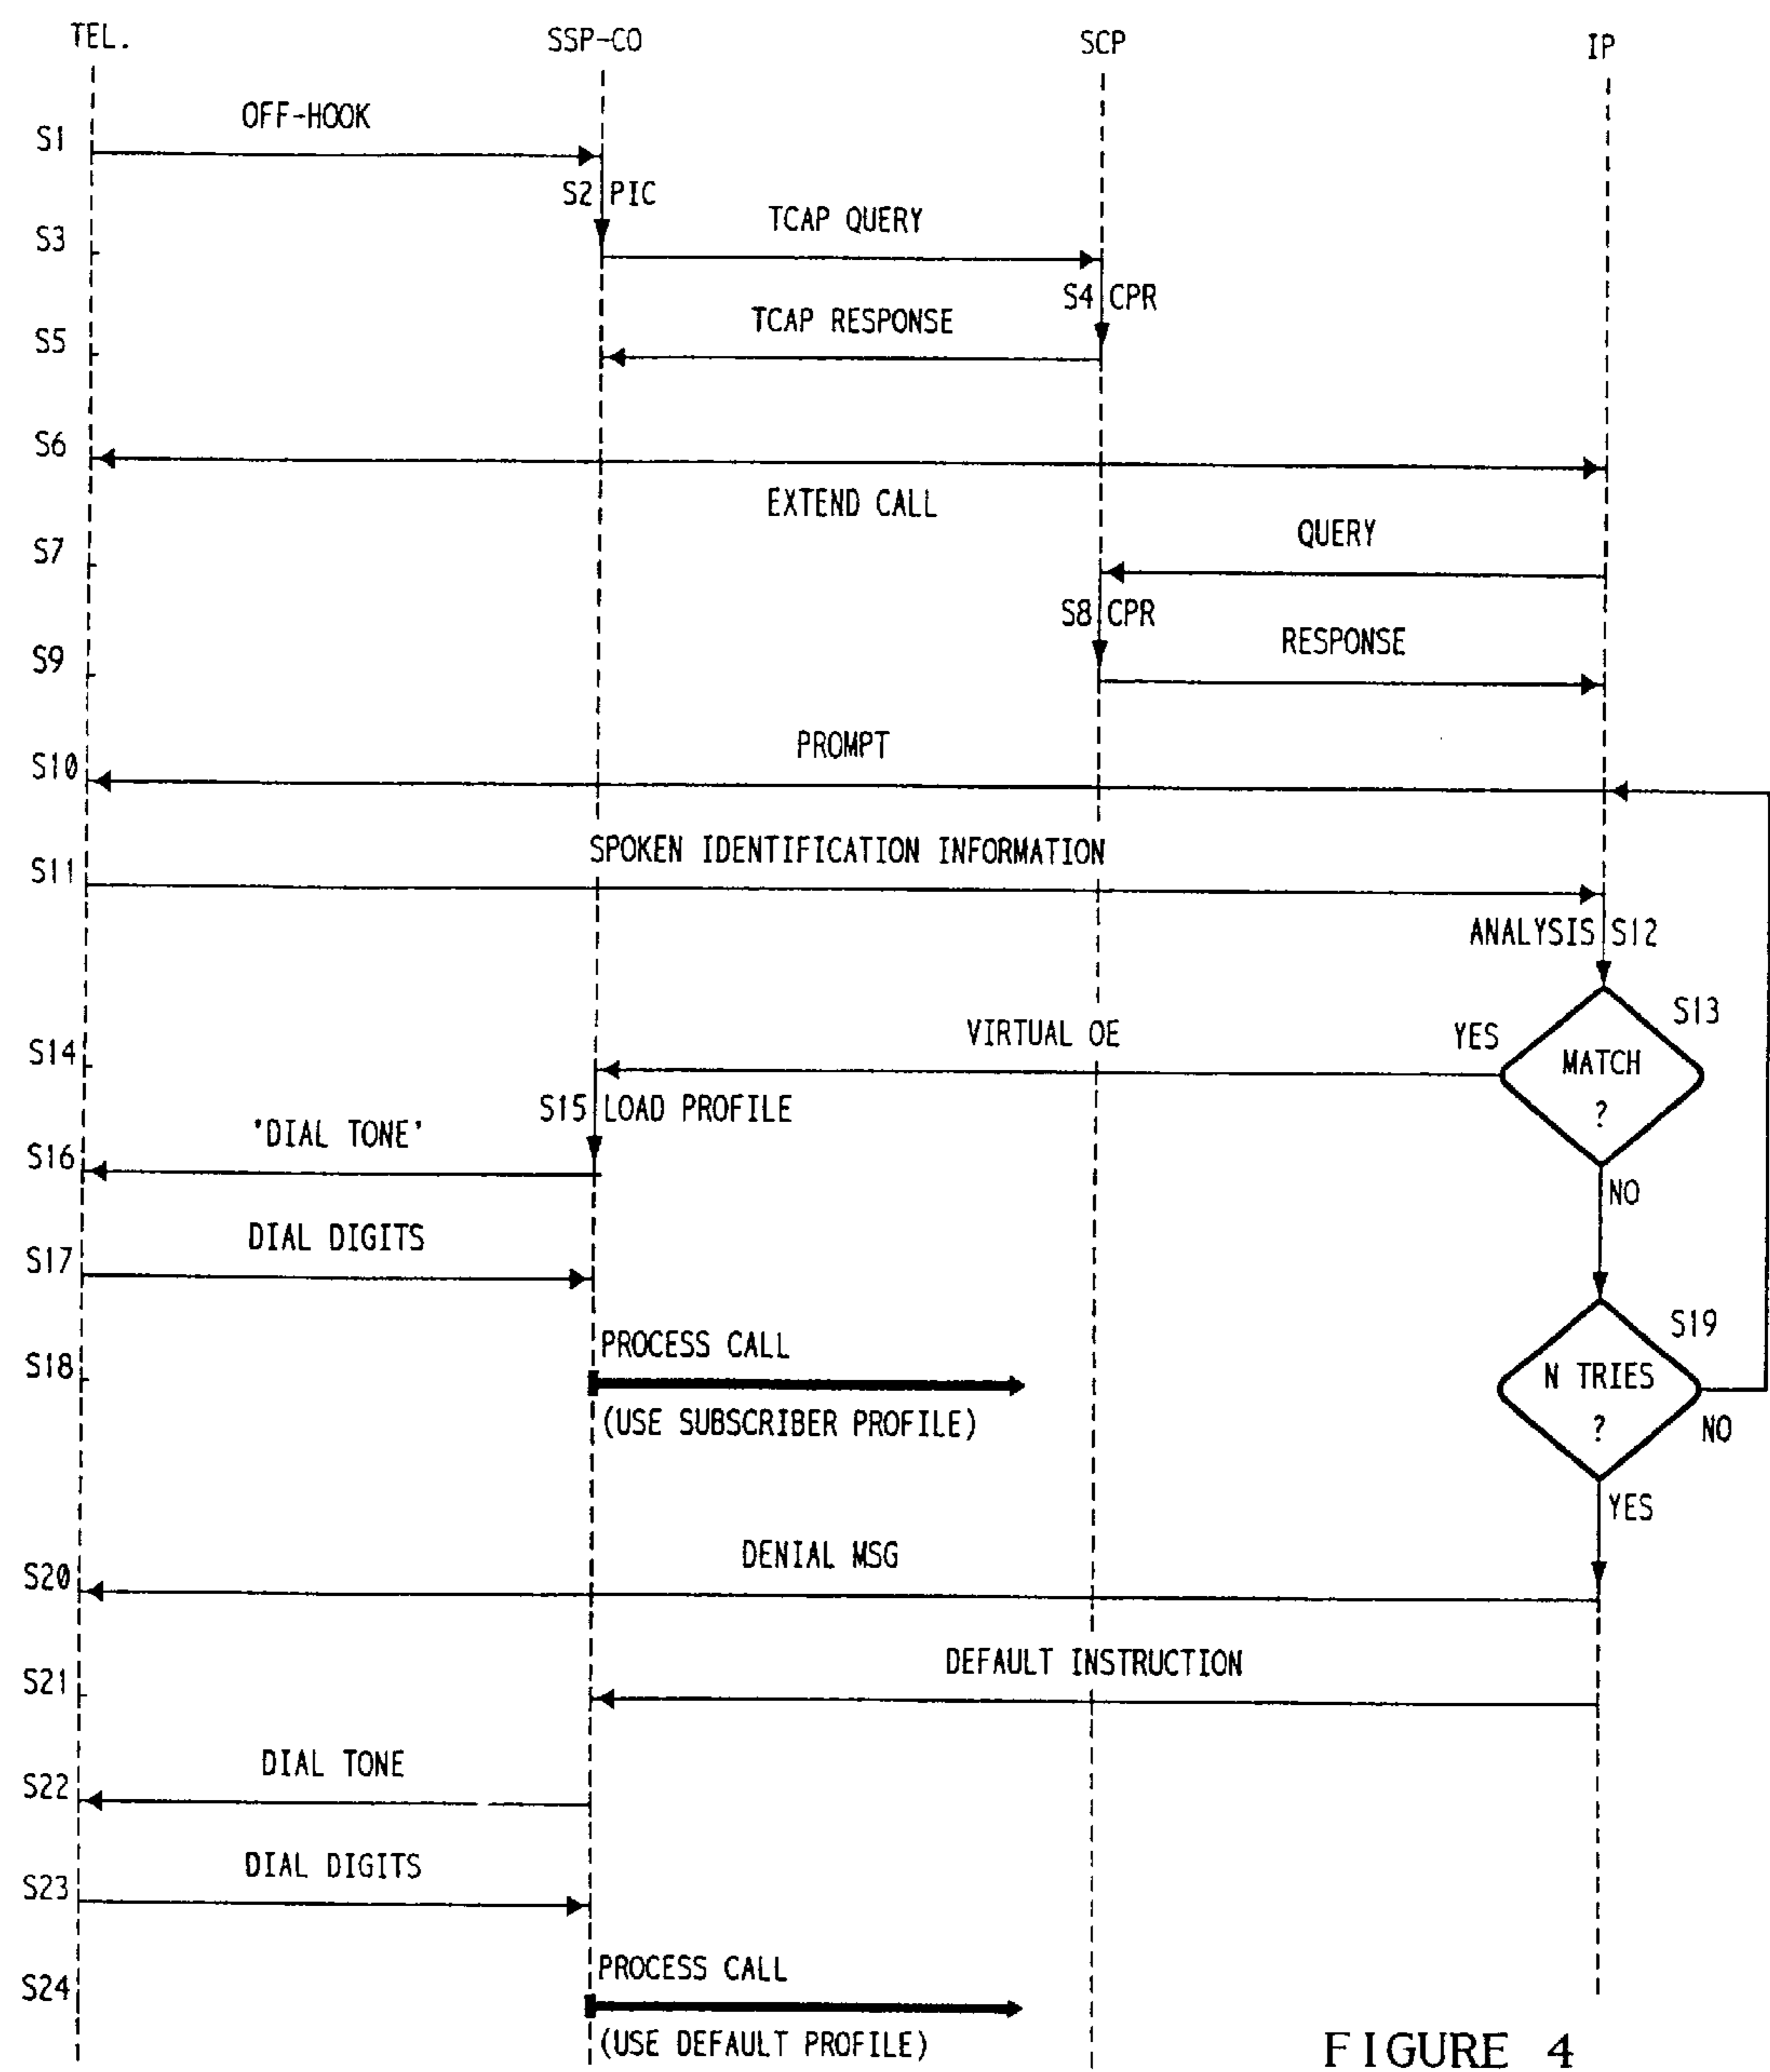 TEL. SSP-CO SCP IP
OFF-HOOK
S1
S2 PIC
TCAP QUERY
S3
S4 CPR
TCAP RESPONSE
S5
S6
EXTEND CALL
QUERY
S7
S8 CPR
RESPONSE
S9
PROMPT
S10
SPOKEN IDENTIFICATION INFORMATION
S11
ANALYSIS S12
S13
VIRTUAL OE
YES
MATCH
?
S14
S15 LOAD PROFILE
'DIAL TONE'
S16
NO
DIAL DIGITS
S17
S19
PROCESS CALL
S18
N TRIES
?
(USE SUBSCRIBER PROFILE)
NO
YES
DENIAL MSG
S20
DEFAULT INSTRUCTION
S21
DIAL TONE
S22
DIAL DIGITS
S23
PROCESS CALL
S24
(USE DEFAULT PROFILE)
FIGURE 4